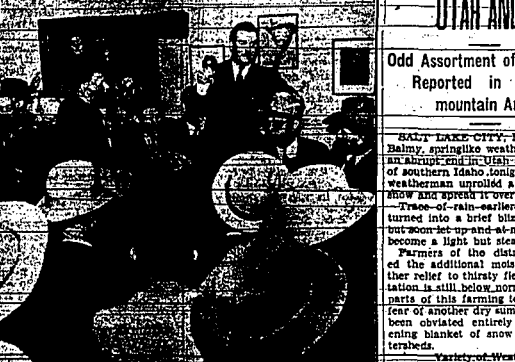 UTAH AND
Odd Assortment of
Reported in
mountain A
SALT LAKE CITY,
Balmy, springlike weath
an abrupt end in Utah
of southern Idaho tonig
weatherman unrolled a
snow and spread it over
Trace of rain earlier
turned into a brief bliz
but soon let up and at
become a light but stea
Farmers of the distr
ed the additional mois
ther relief to thirsty fie
tation is still below nor
parts of this farming te
fear of another dry sum
been obviated entirely
ening blanket of snow
tersheds.
Variety of Wea